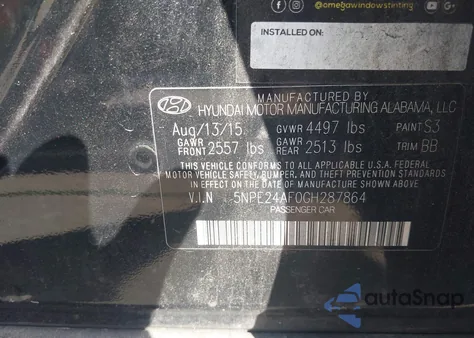 @omegawindowstinting
INSTALLED ON:
MANUFACTURED BY
HYUNDAI MOTOR MANUFACTURING ALABAMA, LLC
Aug/13/15 GVWR 4497 lbs PAINT S3
GAWR FRONT 2557 lbs GAWR REAR 2513 lbs TRIM BB
THIS VEHICLE CONFORMS TO ALL APPLICABLE U.S.A. FEDERAL
MOTOR VEHICLE SAFETY, BUMPER, AND THEFT PREVENTION STANDARDS
IN EFFECT ON THE DATE OF MANUFACTURE SHOWN ABOVE.
V.I.N 5NPE24AF0GH287864
PASSENGER CAR
autoSnap